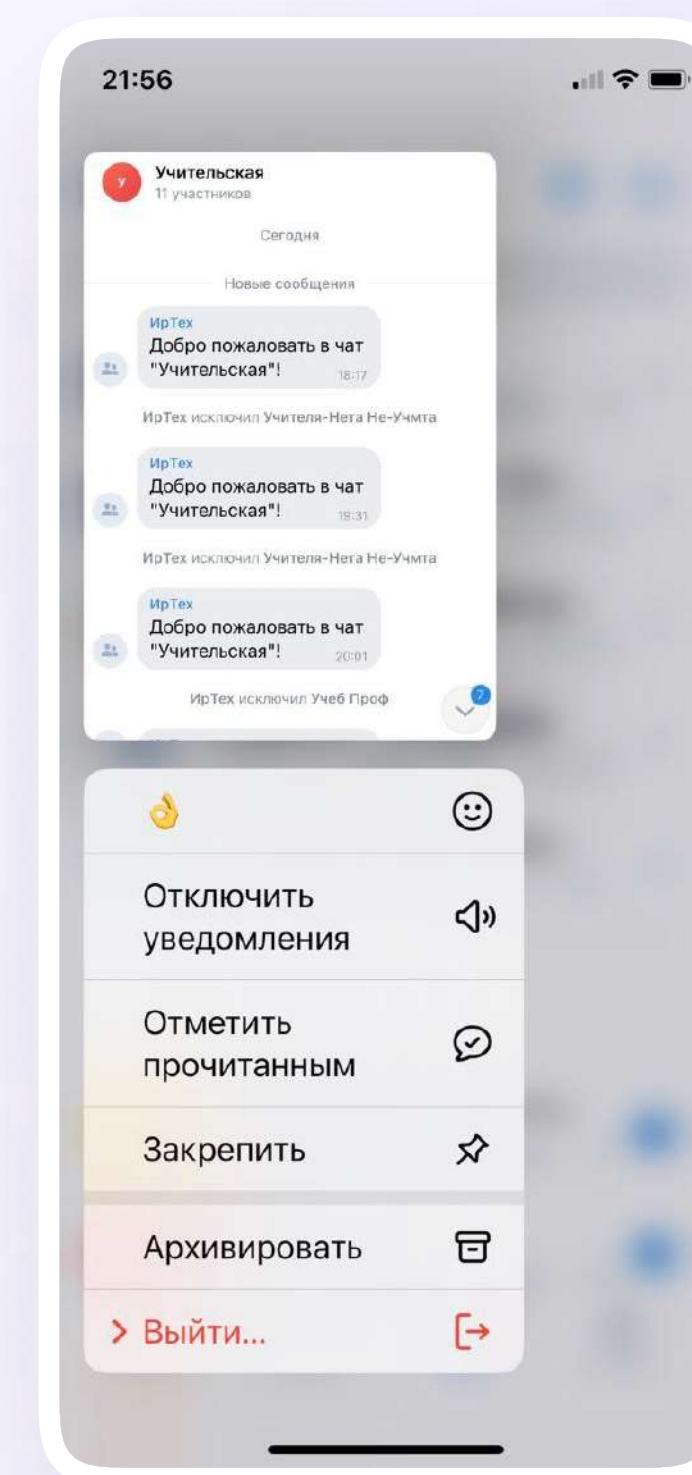 21:56
У
Учительская
11 участников
Сегодня
Новые сообщения
ИрТех
Добро пожаловать в чат
"Учительская"!
18:17
ИрТех исключил Учителя-Нета Не-Учмта
ИрТех
Добро пожаловать в чат
"Учительская"!
19:31
ИрТех исключил Учителя-Нета Не-Учмта
ИрТех
Добро пожаловать в чат
"Учительская"!
20:01
ИрТех исключил Учеб Проф
7
👌
Отключить
уведомления
Отметить
прочитанным
Закрепить
Архивировать
Выйти...